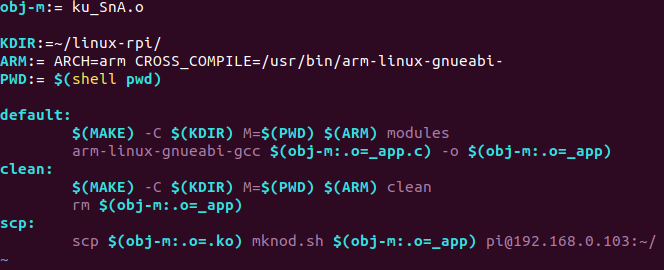 obj-m:= ku_SnA.o
KDIR:=~/linux-rpi/
ARM:= ARCH=arm CROSS_COMPILE=/usr/bin/arm-linux-gnueabi-
PWD:= $(shell pwd)
default:
$(MAKE) -C $(KDIR) M=$(PWD) $(ARM) modules
arm-linux-gnueabi-gcc $(obj-m:.o=_app.c) -o $(obj-m:.o=_app)
clean:
$(MAKE) -C $(KDIR) M=$(PWD) $(ARM) clean
rm $(obj-m:.o=_app)
scp:
scp $(obj-m:.o=.ko) mknod.sh $(obj-m:.o=_app) pi@192.168.0.103:~/
~